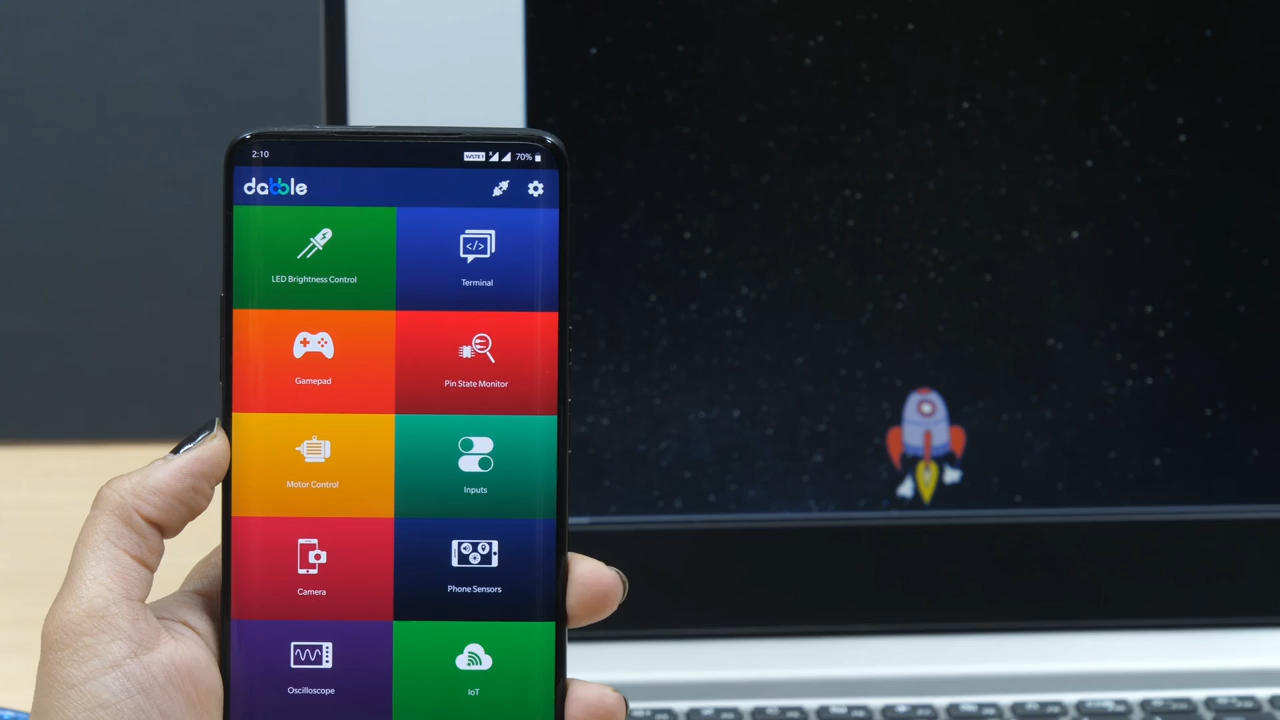 2:10
VoLTE1 70%
dabble
LED Brightness Control
Terminal
</>
Gamepad
Pin State Monitor
Motor Control
Inputs
Camera
Phone Sensors
Oscilloscope
IoT